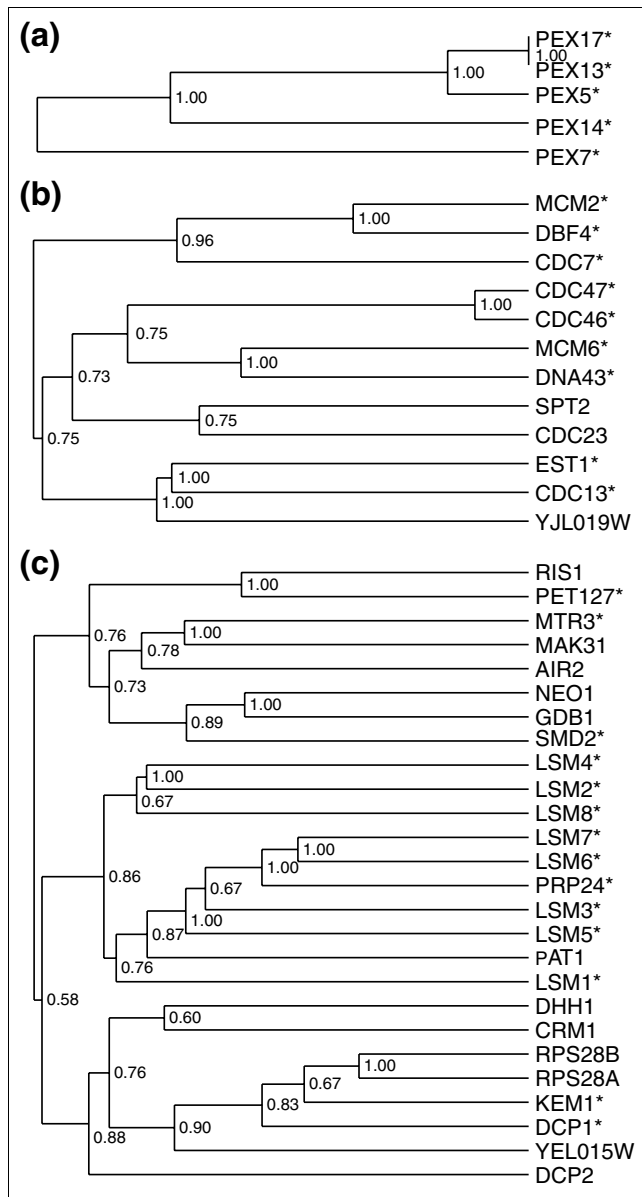 (a)
PEX17*
1.00
PEX13*
1.00
PEX5*
1.00
PEX14*
PEX7*
(b)
MCM2*
1.00
DBF4*
0.96
CDC7*
CDC47*
1.00
CDC46*
0.75
MCM6*
1.00
DNA43*
0.73
SPT2
0.75
CDC23
0.75
EST1*
1.00
CDC13*
1.00
YJL019W
(c)
RIS1
1.00
PET127*
0.76
MTR3*
1.00
MAK31
0.78
AIR2
0.73
NEO1
1.00
GDB1
0.89
SMD2*
LSM4*
1.00
LSM2*
0.67
LSM8*
0.86
LSM7*
1.00
LSM6*
1.00
PRP24*
0.67
LSM3*
1.00
LSM5*
0.87
PAT1
0.76
LSM1*
0.58
DHH1
0.60
CRM1
0.76
RPS28B
1.00
RPS28A
0.67
KEM1*
0.83
DCP1*
0.90
YEL015W
0.88
DCP2